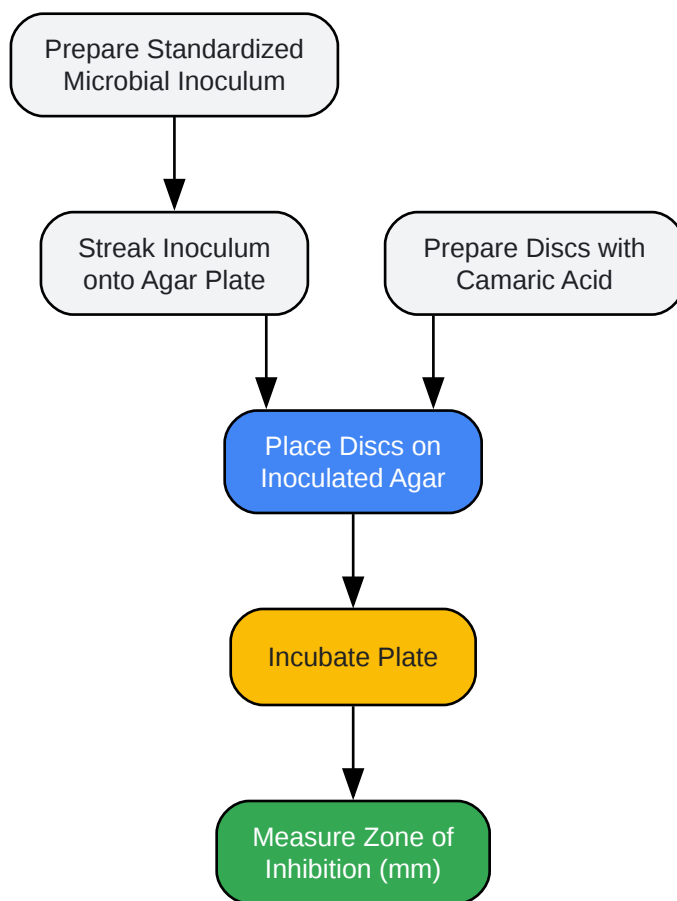 Prepare Standardized
Microbial Inoculum
Streak Inoculum
onto Agar Plate
Prepare Discs with
Camaric Acid
Place Discs on
Inoculated Agar
Incubate Plate
Measure Zone of
Inhibition (mm)